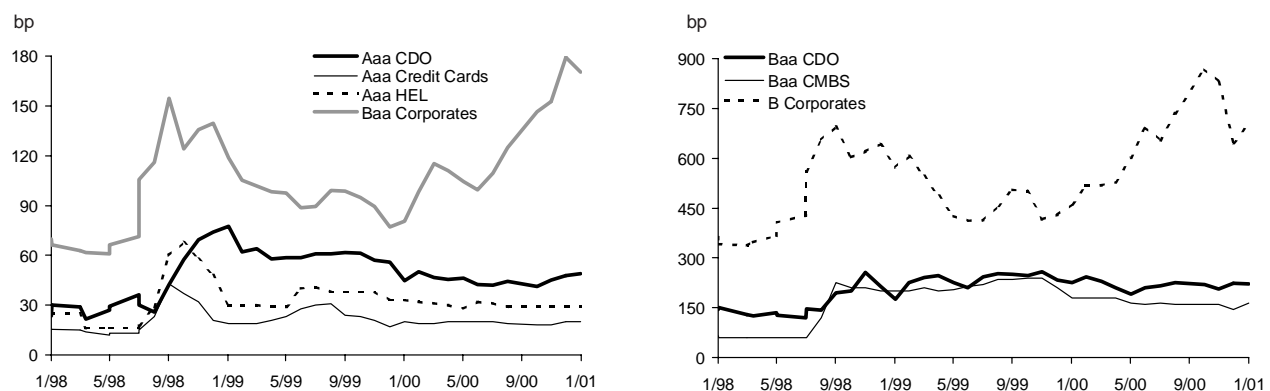 bp
180
150
120
90
60
30
0
Aaa CDO
Aaa Credit Cards
Aaa HEL
Baa Corporates
1/98 5/98 9/98 1/99 5/99 9/99 1/00 5/00 9/00 1/01
bp
900
750
600
450
300
150
0
Baa CDO
Baa CMBS
B Corporates
1/98 5/98 9/98 1/99 5/99 9/99 1/00 5/00 9/00 1/01